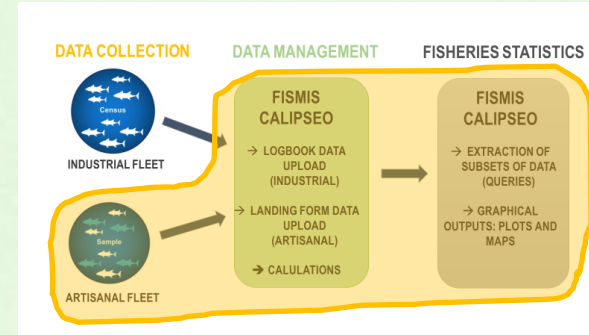 DATA COLLECTION
DATA MANAGEMENT
FISHERIES STATISTICS
Census
INDUSTRIAL FLEET
Sample
ARTISANAL FLEET
FISMIS
CALIPSEO
→ LOGBOOK DATA
UPLOAD
(INDUSTRIAL)
→ LANDING FORM DATA
UPLOAD
(ARTISANAL)
→ CALULATIONS
FISMIS
CALIPSEO
→ EXTRACTION OF
SUBSETS OF DATA
(QUERIES)
→ GRAPHICAL
OUTPUTS: PLOTS AND
MAPS